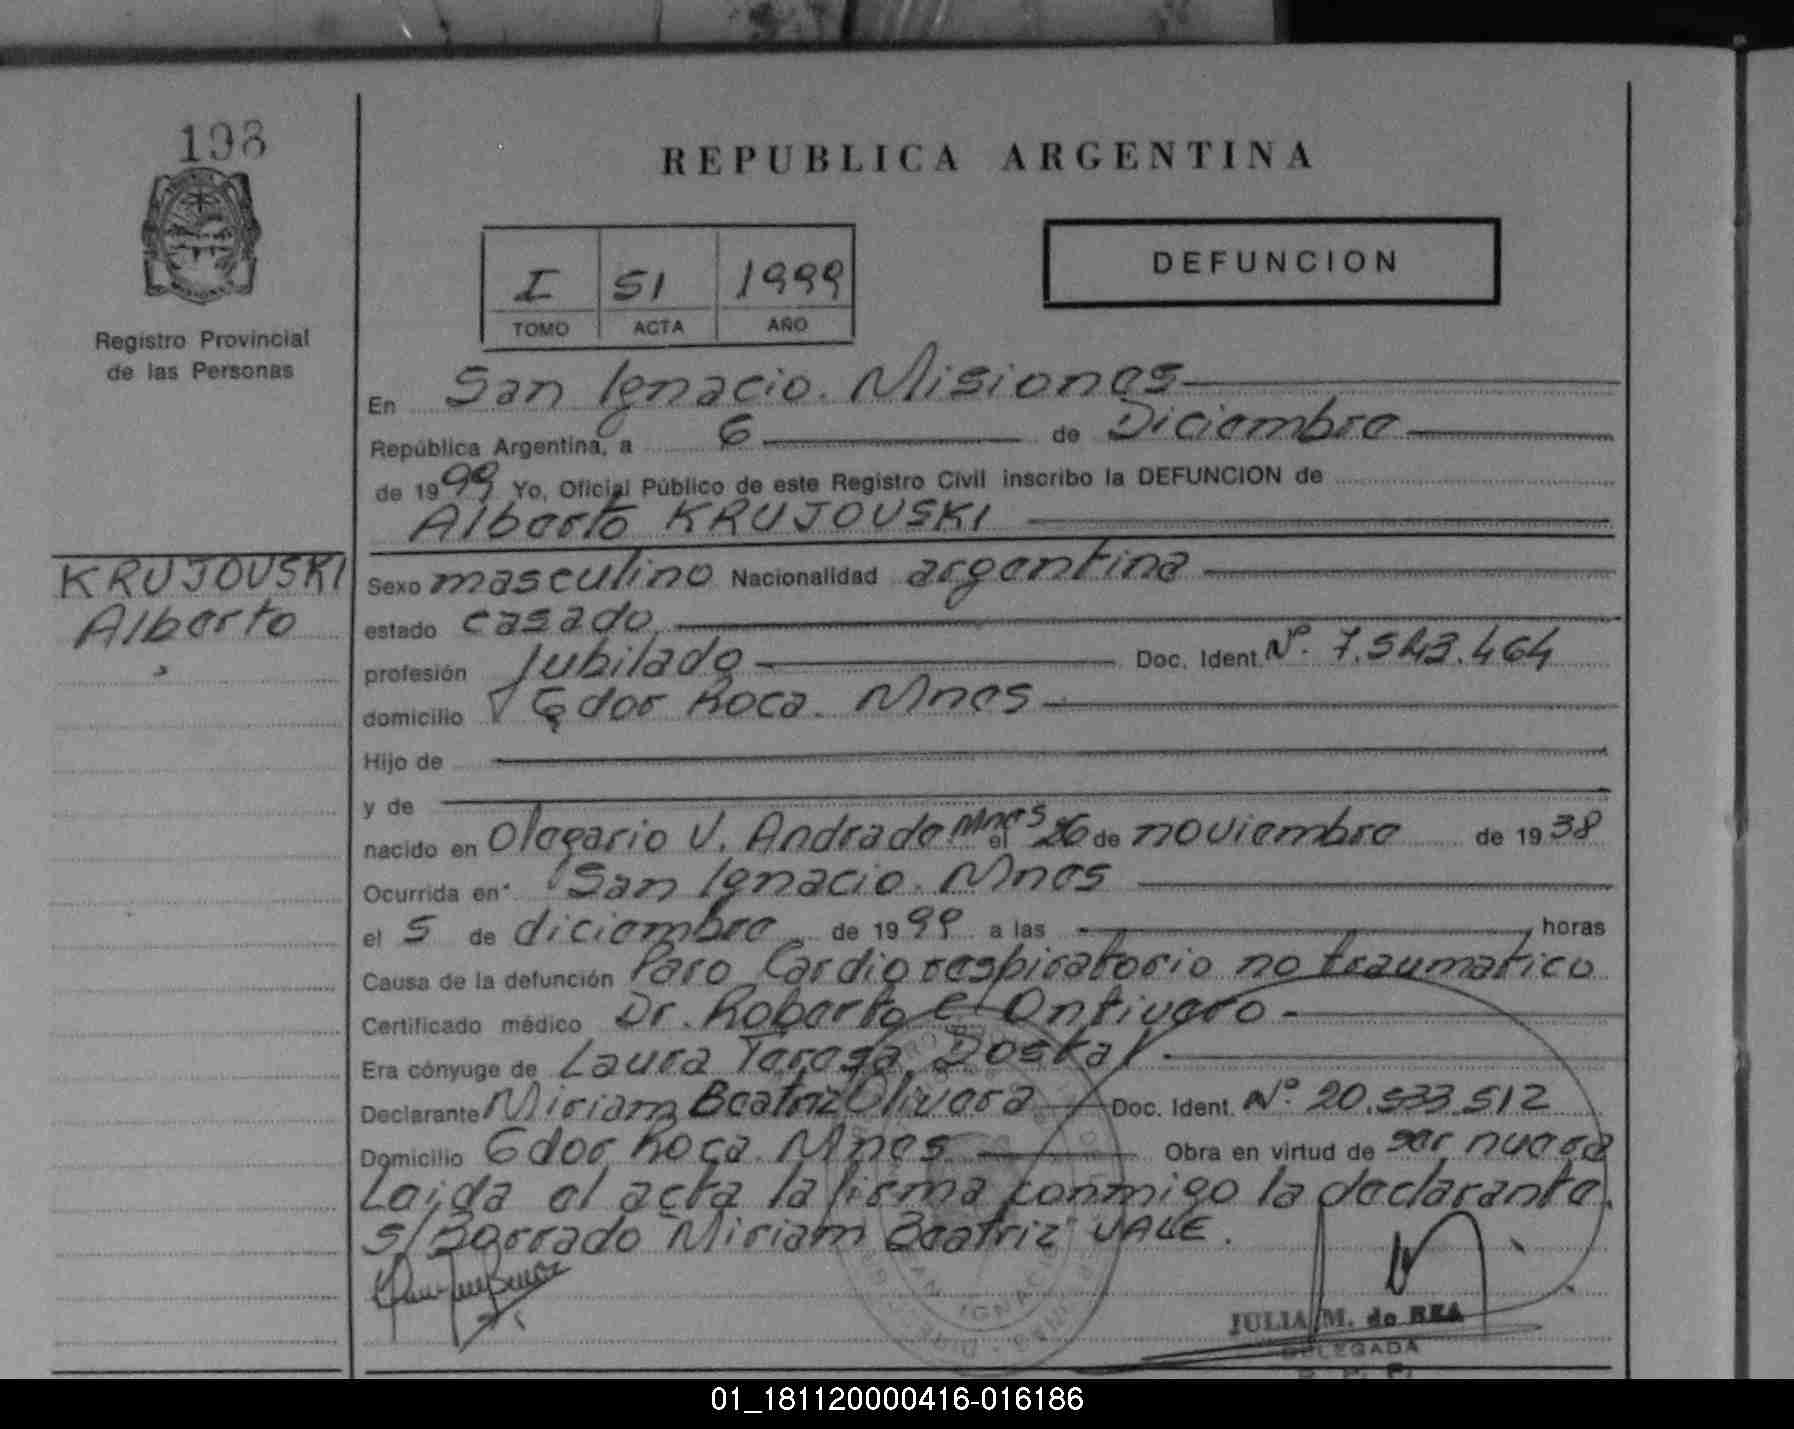 198
REPUBLICA ARGENTINA
DEFUNCION
I 51 1999
TOMO ACTA AÑO
Registro Provincial
de las Personas
En San Ignacio. Misiones
República Argentina, a 6 de Diciembre
de 1999 Yo, Oficial Público de este Registro Civil inscribo la DEFUNCION de
Alberto KRUJOUSKI
KRUJOUSKI
Alberto
Sexo masculino Nacionalidad argentina
estado casado
profesión Jubilado Doc. Ident. Nº. 7.543.464
domicilio Gdor Roca. Mnes
Hijo de
y de
nacido en Olegario V. Andrade. Mnes el 26 de noviembre de 1938
Ocurrida en San Ignacio. Mnes
el 5 de diciembre de 1999 a las horas
Causa de la defunción Paro Cardiorespiratorio no traumatico
Certificado médico Dr. Roberto E. Ontivero
Era cónyuge de Laura Teresa Doskal
Declarante Miriam Beatriz Olivera Doc. Ident. Nº. 20.533.512
Domicilio Gdor Roca. Mnes Obra en virtud de ser nuera
Leida el acta la firma conmigo la declarante.
S/Borrado "Miriam Beatriz" VALE.
SAN IGNACIO
JULIA M. de REA
DELEGADA
01_181120000416-016186